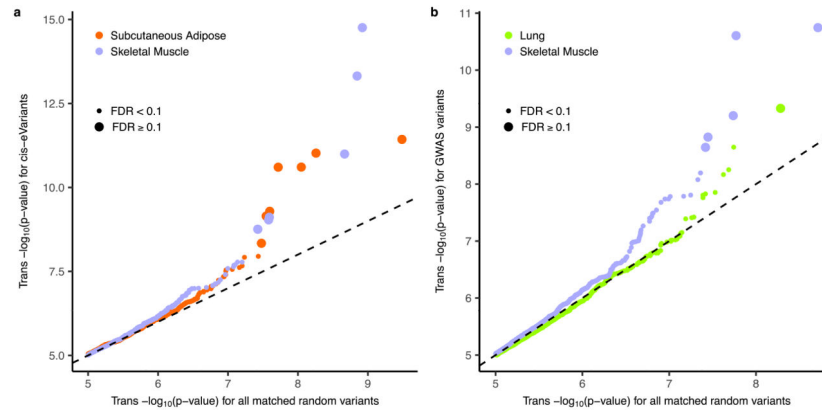 a
Subcutaneous Adipose
Skeletal Muscle
FDR < 0.1
FDR ≥ 0.1
15.0
12.5
10.0
7.5
5.0
5
6
7
8
9
Trans −log10(p−value) for cis−eVariants
Trans −log10(p−value) for all matched random variants
b
Lung
Skeletal Muscle
FDR < 0.1
FDR ≥ 0.1
11
10
9
8
7
6
5
5
6
7
8
Trans −log10(p−value) for GWAS variants
Trans −log10(p−value) for all matched random variants